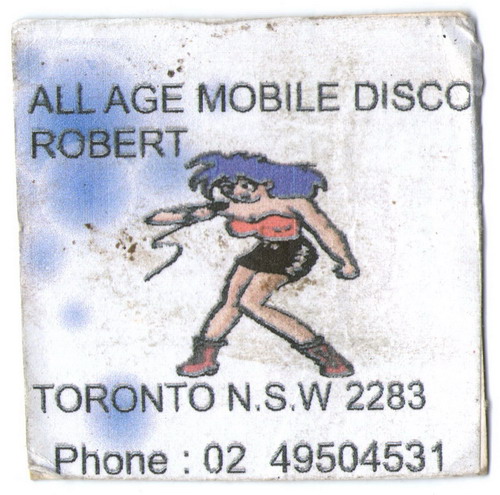 ALL AGE MOBILE DISCO
ROBERT
TORONTO N.S.W 2283
Phone : 02 49504531